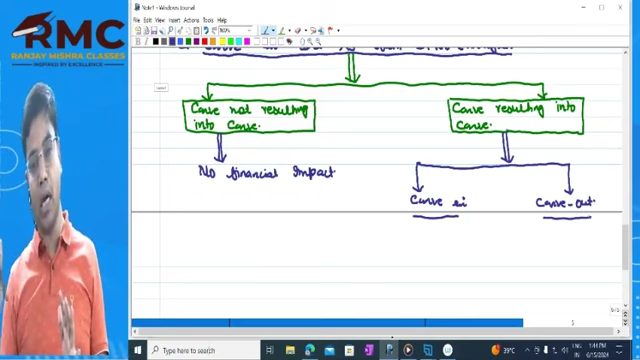 Note1 - Windows Journal
File Edit View Insert Actions Tools Help
RMC
RANJAY MISHRA CLASSES
INSPIRED BY EXCELLENCE
Carve not resulting
into Carve.
Carve resulting into
Carve.
No financial Impact
Carve in
Carve-out
5
Type here to search
39°C
ENG
IN
1:44 PM
6/15/2024